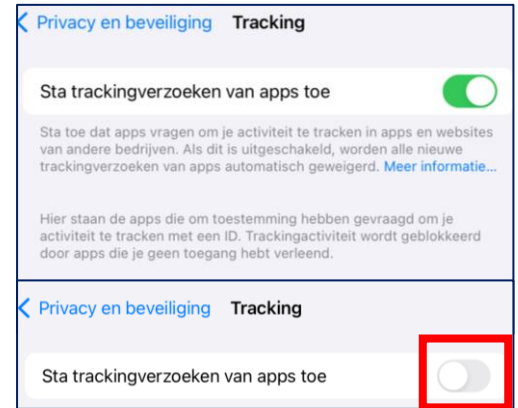 Privacy en beveiliging Tracking
Sta trackingverzoeken van apps toe
Sta toe dat apps vragen om je activiteit te tracken in apps en websites
van andere bedrijven. Als dit is uitgeschakeld, worden alle nieuwe
trackingverzoeken van apps automatisch geweigerd. Meer informatie...
Hier staan de apps die om toestemming hebben gevraagd om je
activiteit te tracken met een ID. Trackingactiviteit wordt geblokkeerd
door apps die je geen toegang hebt verleend.
Privacy en beveiliging Tracking
Sta trackingverzoeken van apps toe